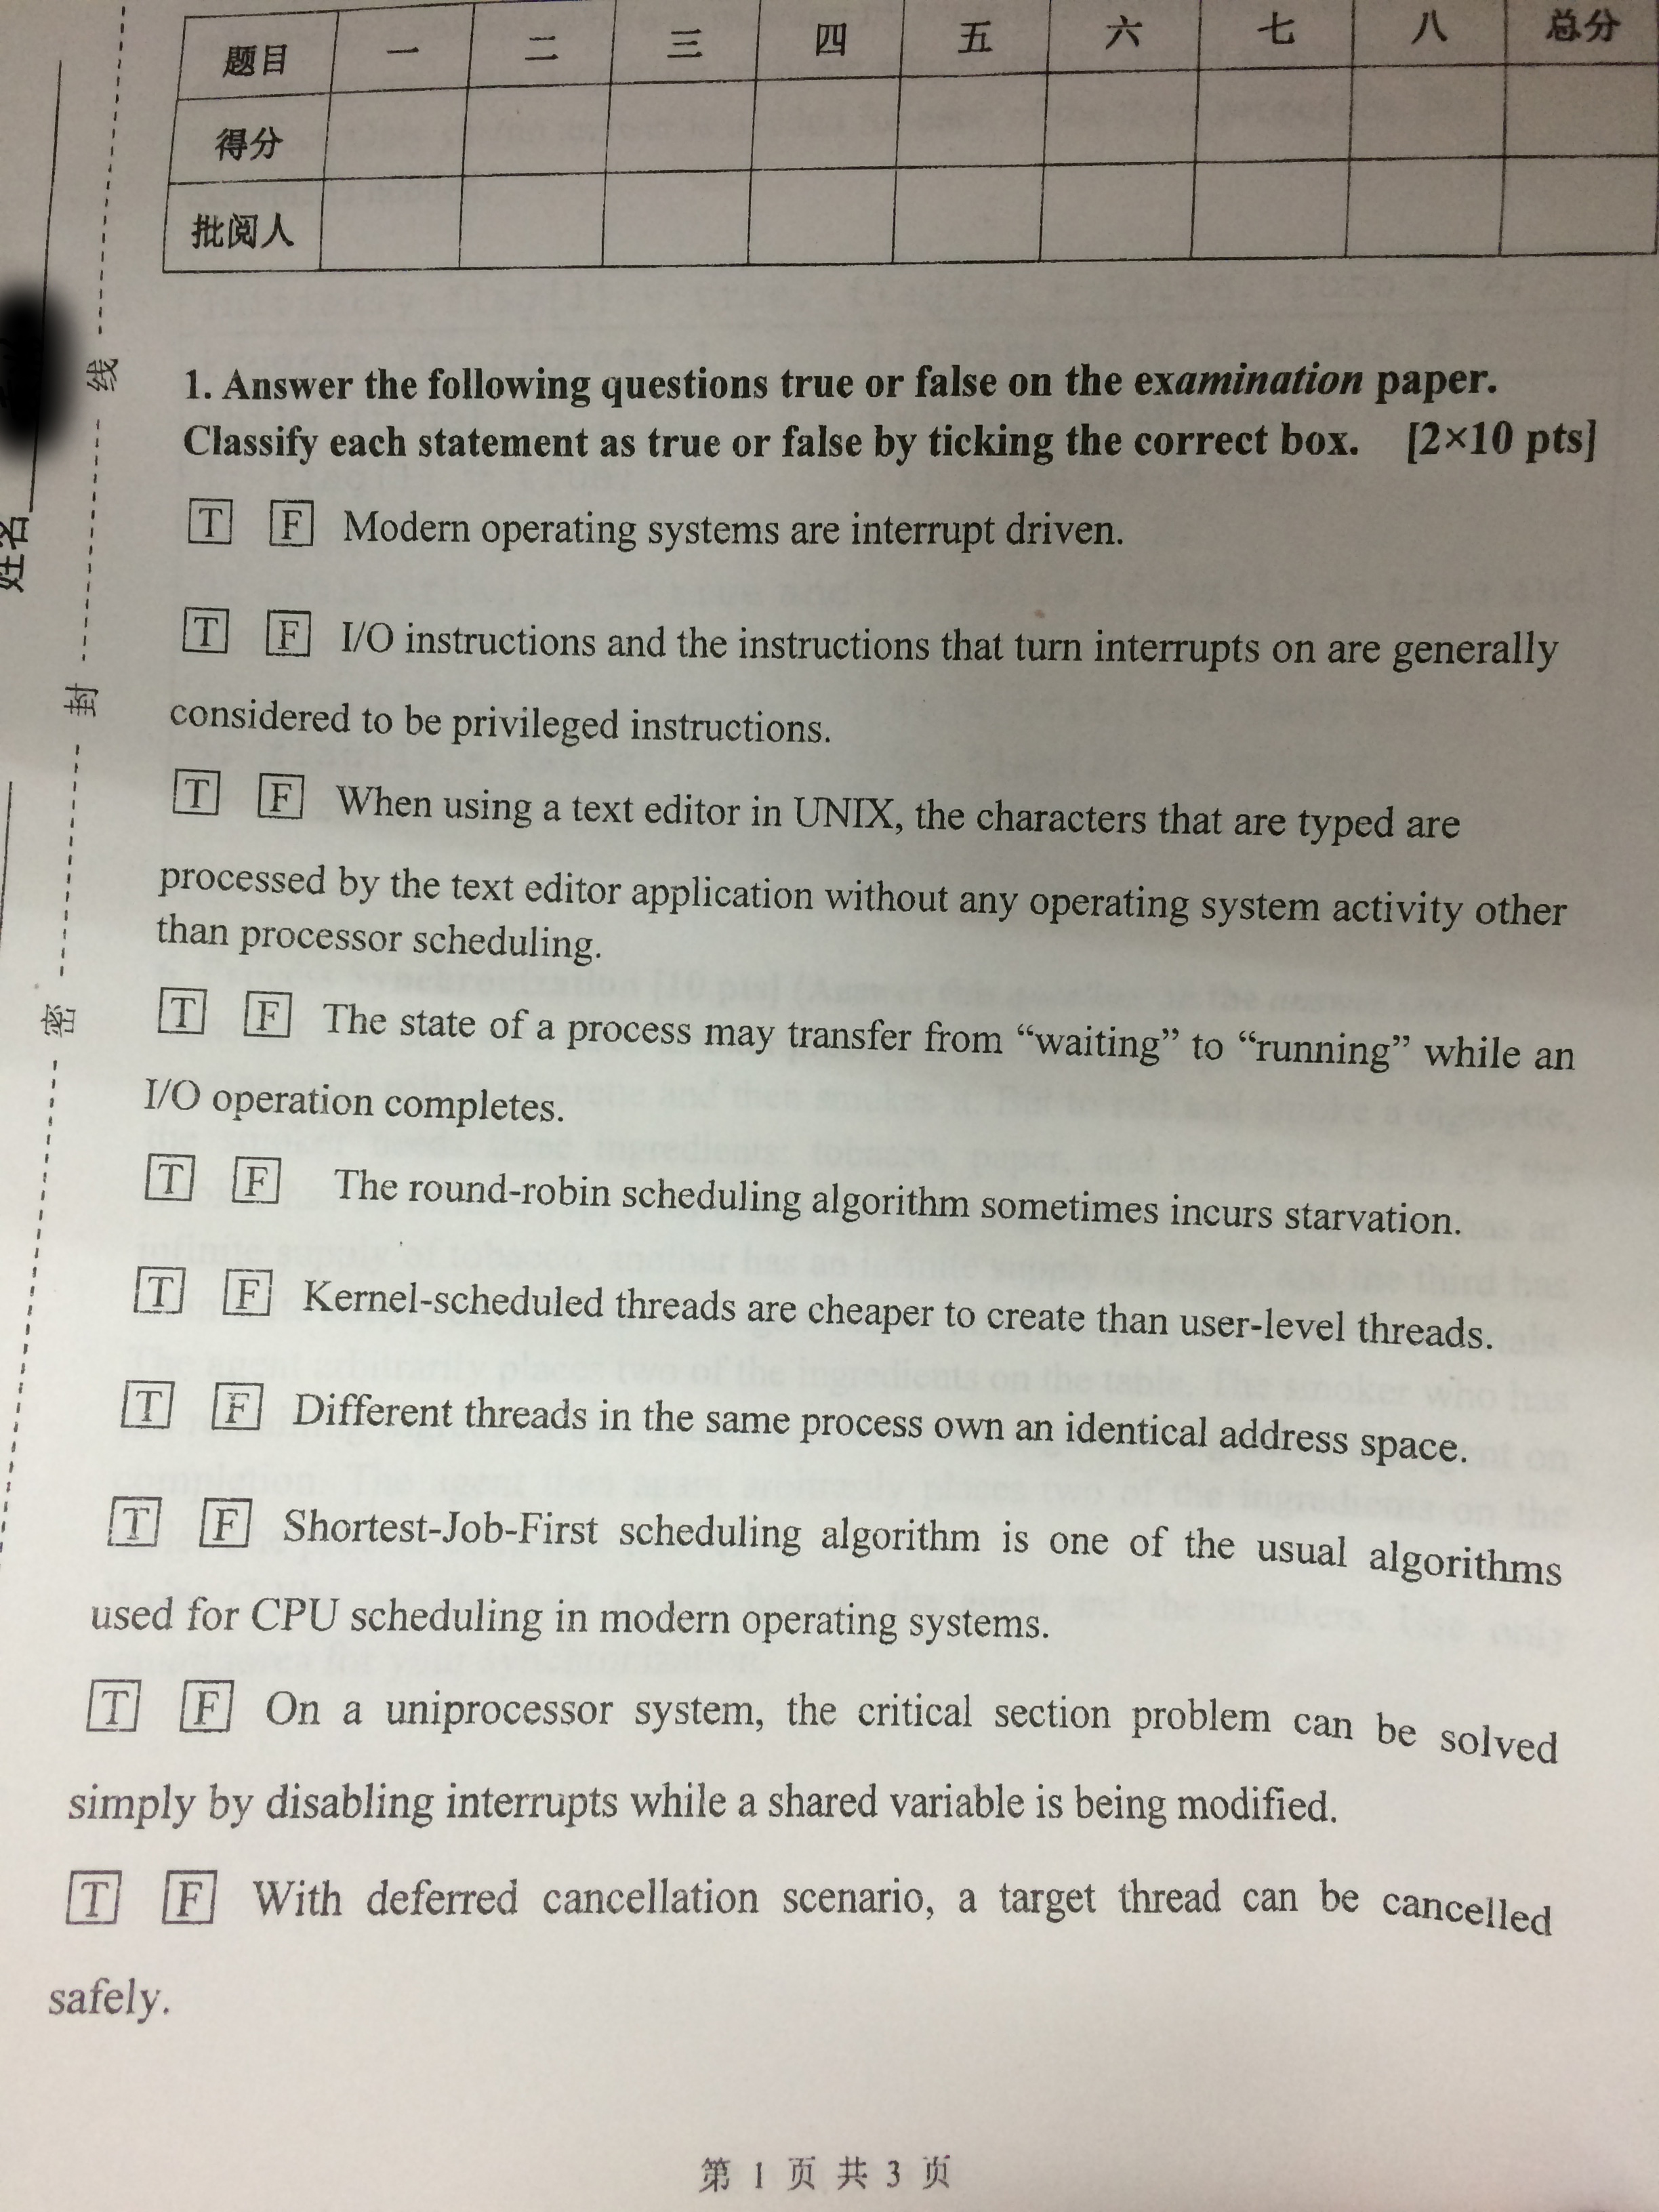 题目 一 二 三 四 五 六 七 八 总分
得分
批阅人
线
姓名
封
密
1. Answer the following questions true or false on the examination paper.
Classify each statement as true or false by ticking the correct box. [2×10 pts]
T F Modern operating systems are interrupt driven.
T F I/O instructions and the instructions that turn interrupts on are generally
considered to be privileged instructions.
T F When using a text editor in UNIX, the characters that are typed are
processed by the text editor application without any operating system activity other
than processor scheduling.
T F The state of a process may transfer from “waiting” to “running” while an
I/O operation completes.
T F The round-robin scheduling algorithm sometimes incurs starvation.
T F Kernel-scheduled threads are cheaper to create than user-level threads.
T F Different threads in the same process own an identical address space.
T F Shortest-Job-First scheduling algorithm is one of the usual algorithms
used for CPU scheduling in modern operating systems.
T F On a uniprocessor system, the critical section problem can be solved
simply by disabling interrupts while a shared variable is being modified.
T F With deferred cancellation scenario, a target thread can be cancelled
safely.
第 1 页 共 3 页